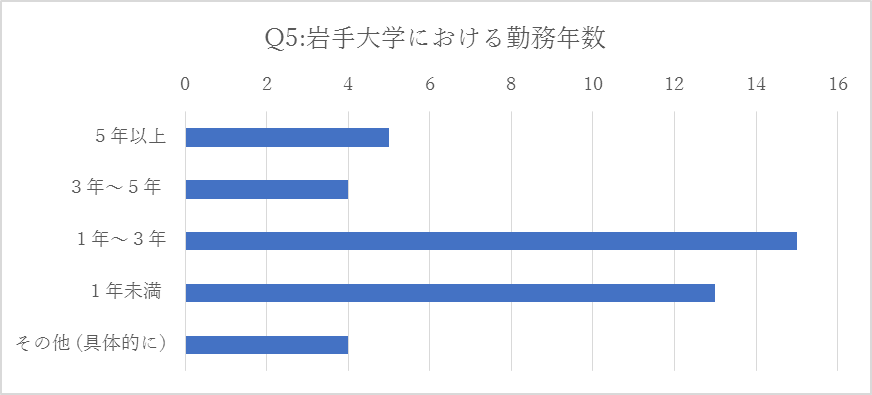 Q5:岩手大学における勤務年数
0 2 4 6 8 10 12 14 16
５年以上
３年～５年
１年～３年
１年未満
その他(具体的に)